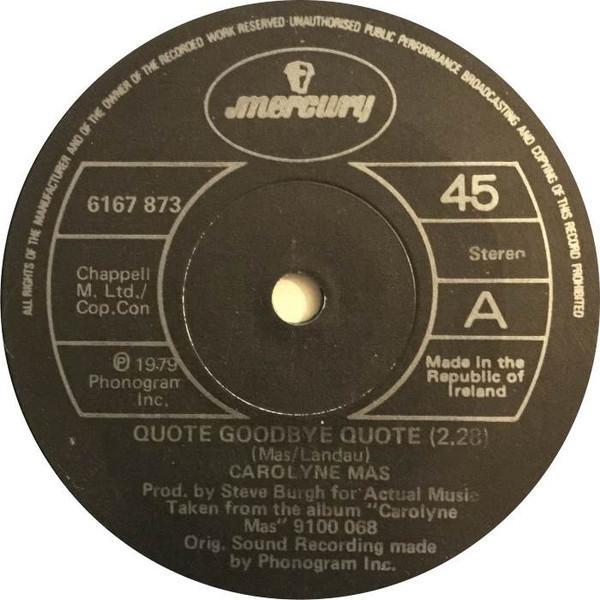 ALL RIGHTS OF THE MANUFACTURER AND OF THE OWNER OF THE RECORDED WORK RESERVED · UNAUTHORISED PUBLIC PERFORMANCE BROADCASTING AND COPYING OF THIS RECORD PROHIBITED
mercury
6167 873
45
Stereo
Chappell
M. Ltd./
Cop.Con
A
℗ 1979
Phonogram
Inc.
Made in the
Republic of
Ireland
QUOTE GOODBYE QUOTE (2.28)
(Mas/Landau)
CAROLYNE MAS
Prod. by Steve Burgh for Actual Music
Taken from the album "Carolyne
Mas" 9100 068
Orig. Sound Recording made
by Phonogram Inc.